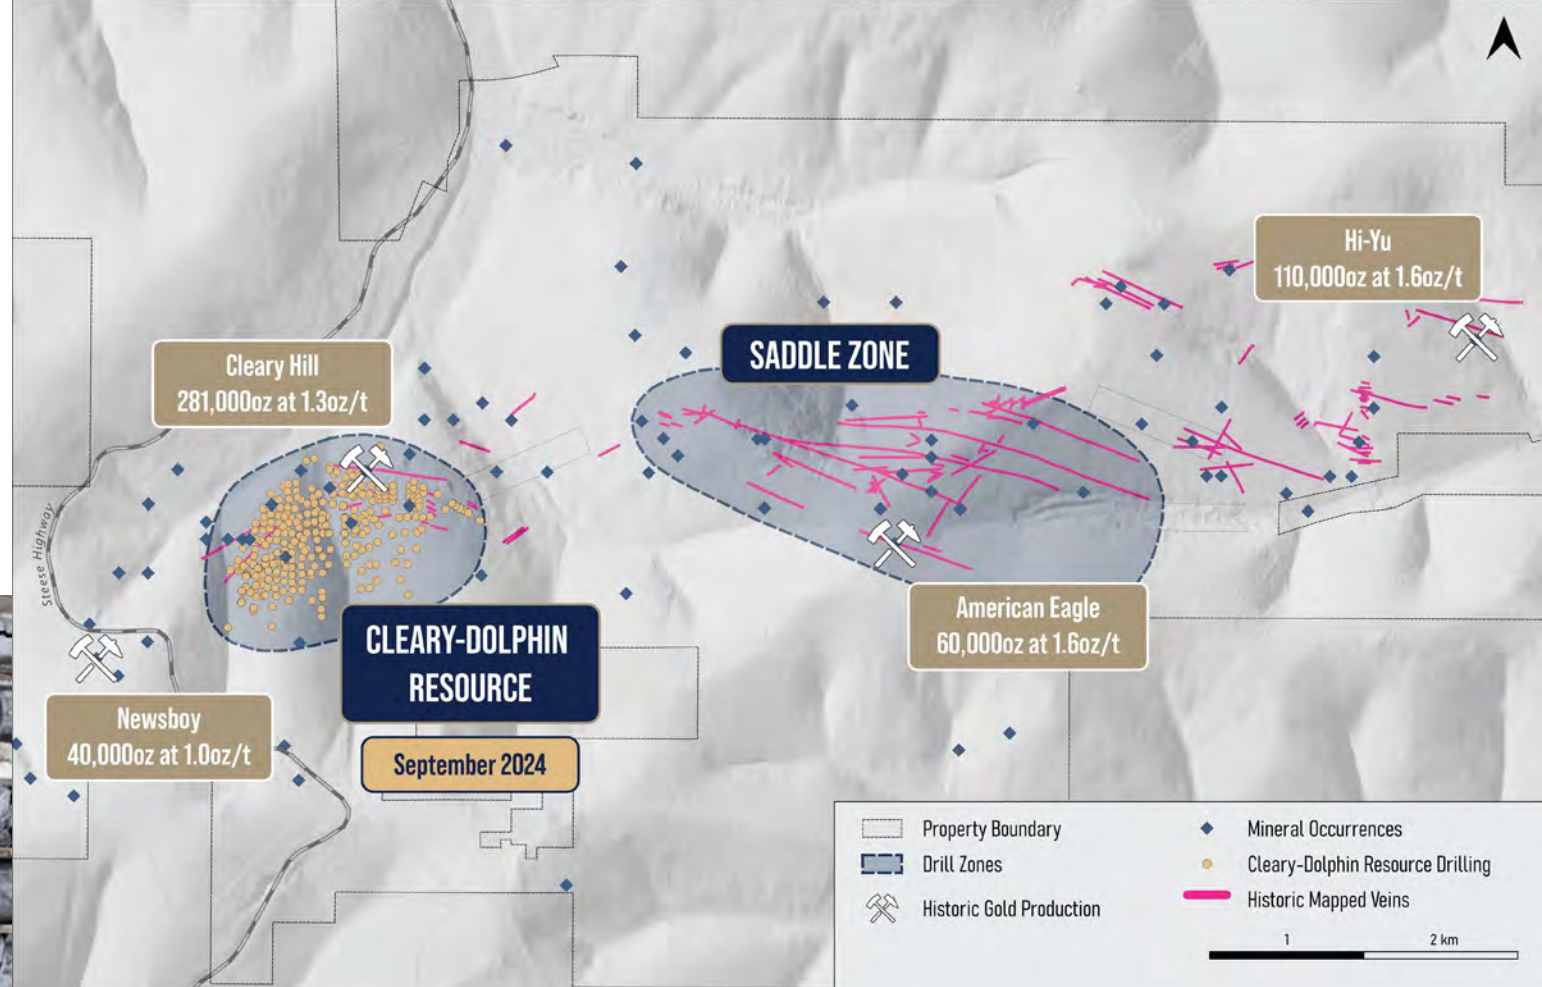 Hi-Yu
110,000oz at 1.6oz/t
SADDLE ZONE
Cleary Hill
281,000oz at 1.3oz/t
Steese Highway
American Eagle
60,000oz at 1.6oz/t
CLEARY-DOLPHIN
RESOURCE
September 2024
Newsboy
40,000oz at 1.0oz/t
Property Boundary
Drill Zones
Historic Gold Production
Mineral Occurrences
Cleary-Dolphin Resource Drilling
Historic Mapped Veins
1 2 km